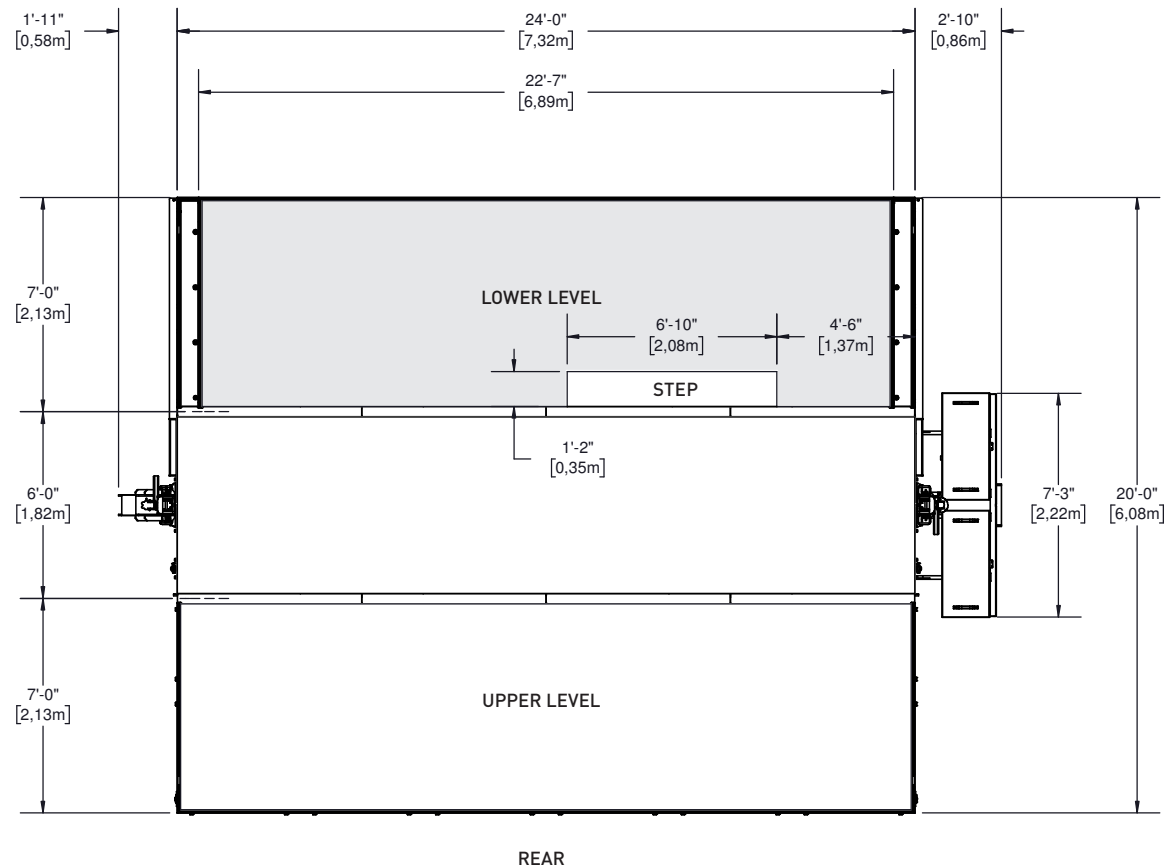 1'-11"
[0,58m]
24'-0"
[7,32m]
2'-10"
[0,86m]
22'-7"
[6,89m]
7'-0"
[2,13m]
LOWER LEVEL
6'-10"
[2,08m]
4'-6"
[1,37m]
STEP
1'-2"
[0,35m]
6'-0"
[1,82m]
7'-3"
[2,22m]
20'-0"
[6,08m]
7'-0"
[2,13m]
UPPER LEVEL
REAR